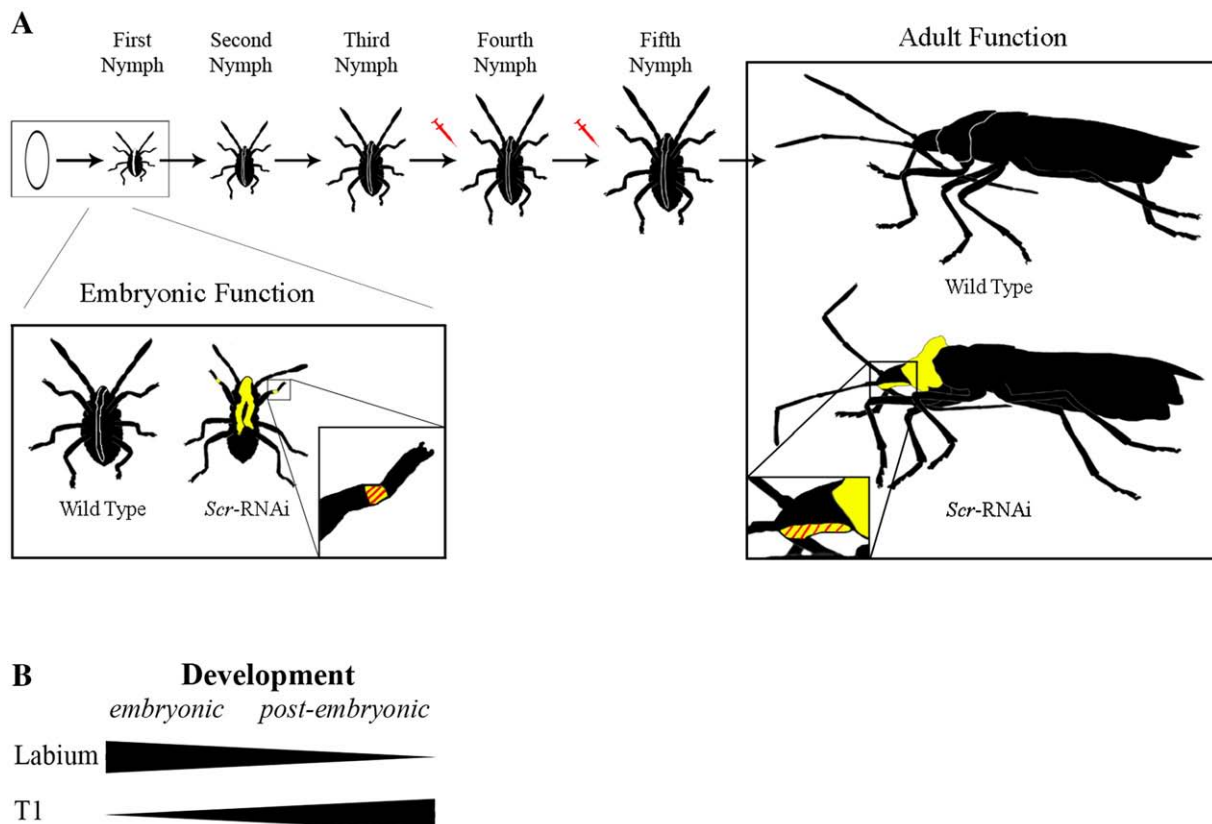 A
First
Nymph
Second
Nymph
Third
Nymph
Fourth
Nymph
Fifth
Nymph
Adult Function
Wild Type
Embryonic Function
Wild Type
Scr-RNAi
Scr-RNAi
B
Development
embryonic post-embryonic
Labium
T1